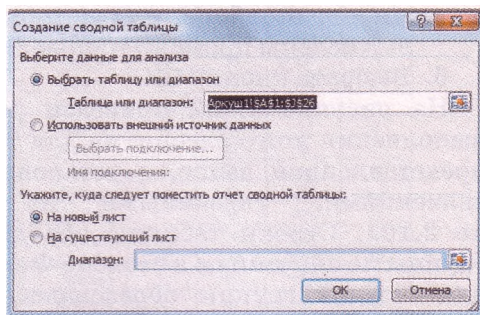 Создание сводной таблицы
Выберите данные для анализа
Выбрать таблицу или диапазон
Таблица или диапазон: Аркуш1!$A$1:$J$26
Использовать внешний источник данных
Выбрать подключение...
Имя подключения:
Укажите, куда следует поместить отчет сводной таблицы:
На новый лист
На существующий лист
Диапазон:
ОК Отмена